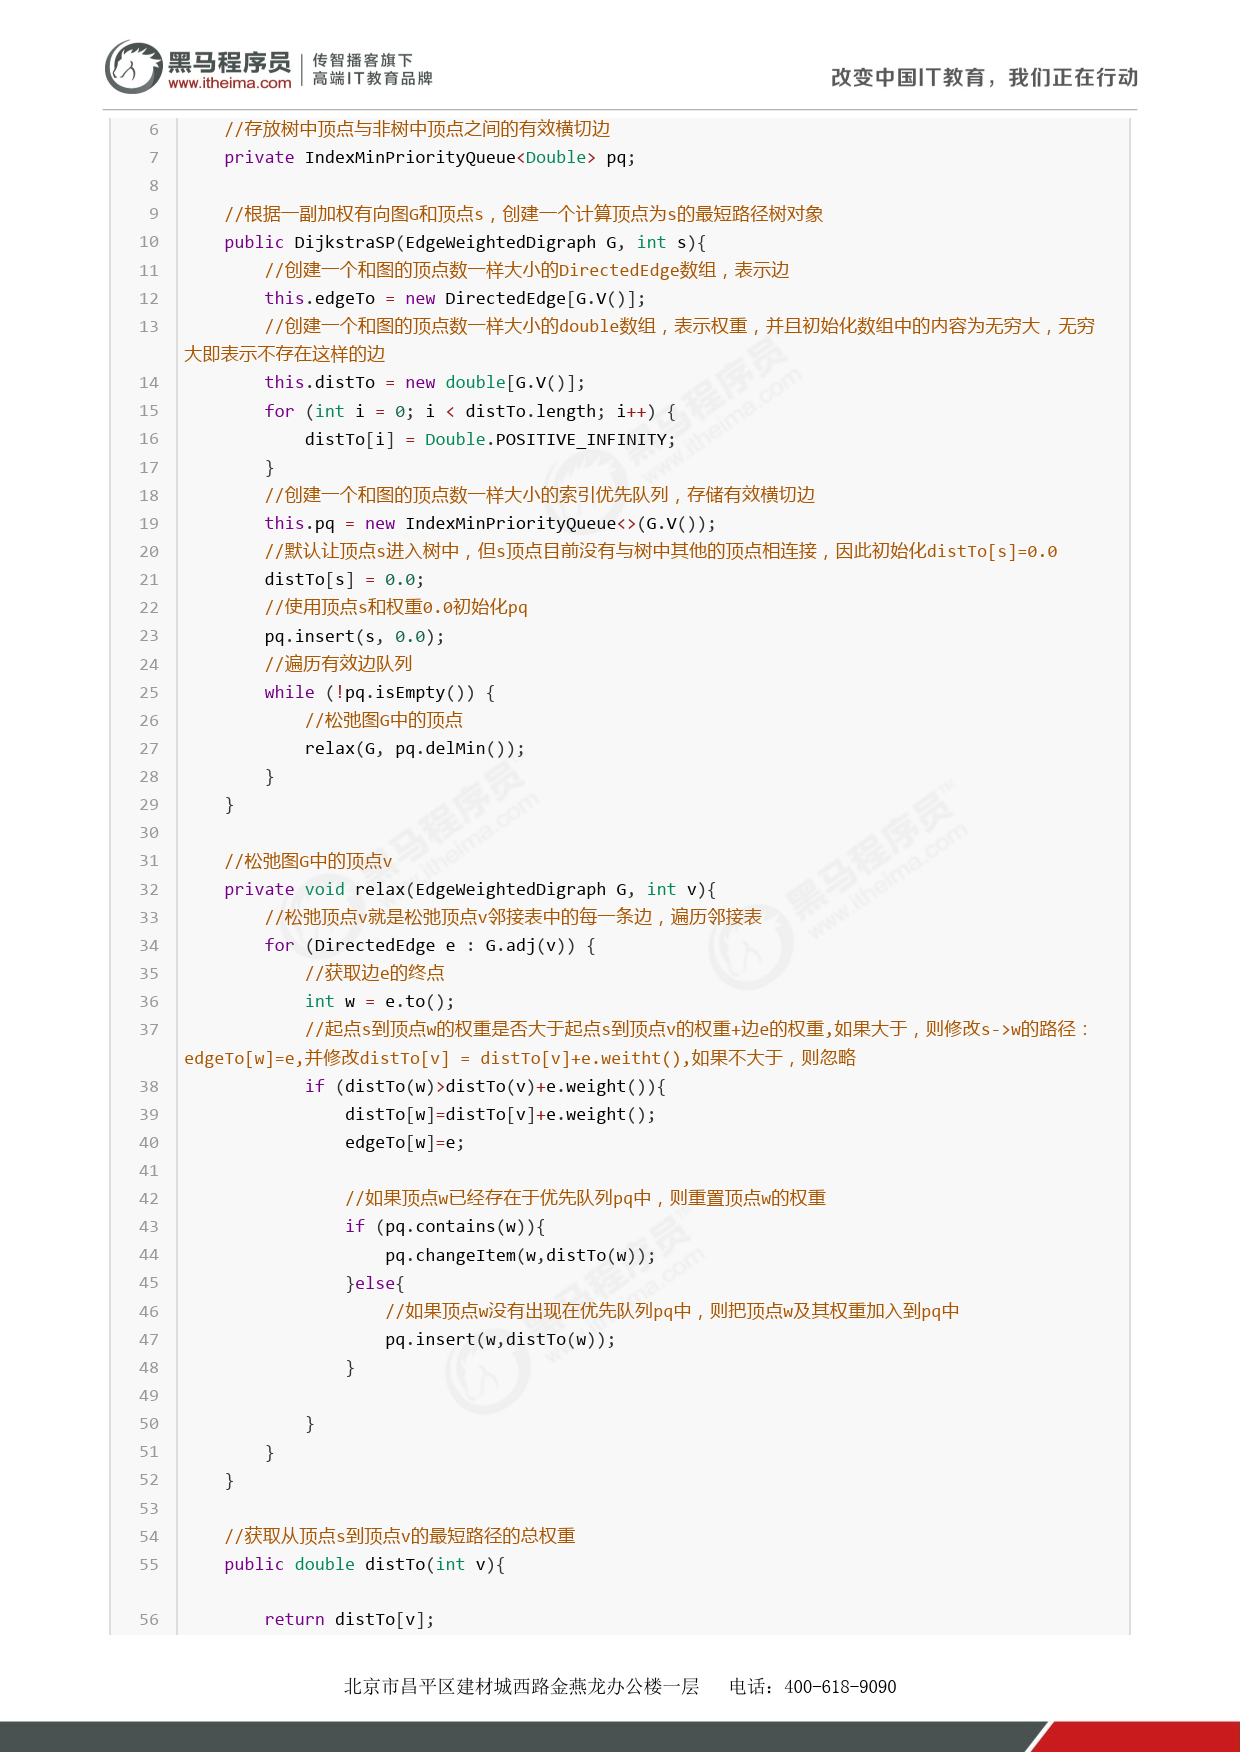 黑马程序员
www.itheima.com
传智播客旗下
高端IT教育品牌
改变中国IT教育，我们正在行动
6 //存放树中顶点与非树中顶点之间的有效横切边
7 private IndexMinPriorityQueue<Double> pq;
8
9 //根据一副加权有向图G和顶点s，创建一个计算顶点为s的最短路径树对象
10 public DijkstraSP(EdgeWeightedDigraph G, int s){
11 //创建一个和图的顶点数一样大小的DirectedEdge数组，表示边
12 this.edgeTo = new DirectedEdge[G.V()];
13 //创建一个和图的顶点数一样大小的double数组，表示权重，并且初始化数组中的内容为无穷大，无穷
大即表示不存在这样的边
14 this.distTo = new double[G.V()];
15 for (int i = 0; i < distTo.length; i++) {
16 distTo[i] = Double.POSITIVE_INFINITY;
17 }
18 //创建一个和图的顶点数一样大小的索引优先队列，存储有效横切边
19 this.pq = new IndexMinPriorityQueue<>(G.V());
20 //默认让顶点s进入树中，但s顶点目前没有与树中其他的顶点相连接，因此初始化distTo[s]=0.0
21 distTo[s] = 0.0;
22 //使用顶点s和权重0.0初始化pq
23 pq.insert(s, 0.0);
24 //遍历有效边队列
25 while (!pq.isEmpty()) {
26 //松弛图G中的顶点
27 relax(G, pq.delMin());
28 }
29 }
30
31 //松弛图G中的顶点v
32 private void relax(EdgeWeightedDigraph G, int v){
33 //松弛顶点v就是松弛顶点v邻接表中的每一条边，遍历邻接表
34 for (DirectedEdge e : G.adj(v)) {
35 //获取边e的终点
36 int w = e.to();
37 //起点s到顶点w的权重是否大于起点s到顶点v的权重+边e的权重,如果大于，则修改s->w的路径：
edgeTo[w]=e,并修改distTo[v] = distTo[v]+e.weitht(),如果不大于，则忽略
38 if (distTo(w)>distTo(v)+e.weight()){
39 distTo[w]=distTo[v]+e.weight();
40 edgeTo[w]=e;
41
42 //如果顶点w已经存在于优先队列pq中，则重置顶点w的权重
43 if (pq.contains(w)){
44 pq.changeItem(w,distTo(w));
45 }else{
46 //如果顶点w没有出现在优先队列pq中，则把顶点w及其权重加入到pq中
47 pq.insert(w,distTo(w));
48 }
49
50 }
51 }
52 }
53
54 //获取从顶点s到顶点v的最短路径的总权重
55 public double distTo(int v){
56 return distTo[v];
北京市昌平区建材城西路金燕龙办公楼一层 电话：400-618-9090